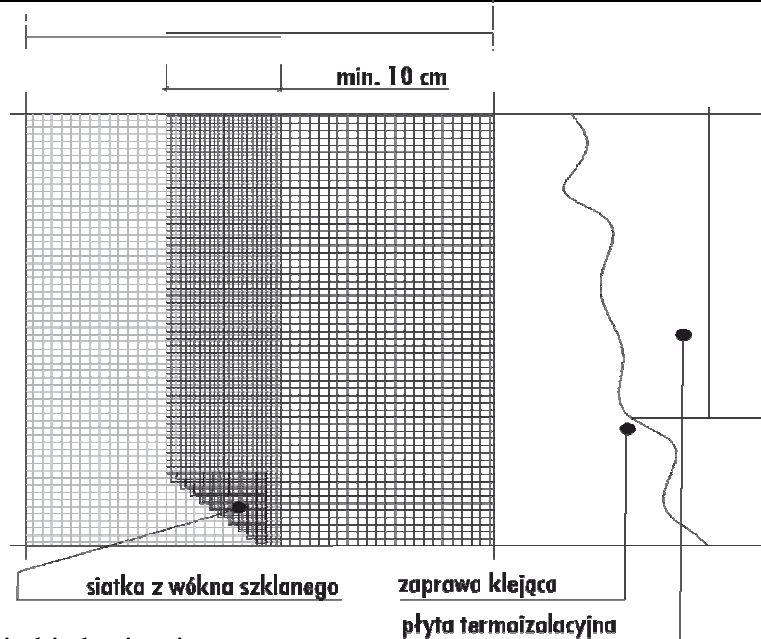 min. 10 cm
siatka z wókna szklanego
zaprawa klejąca
płyta termoizolacyjna